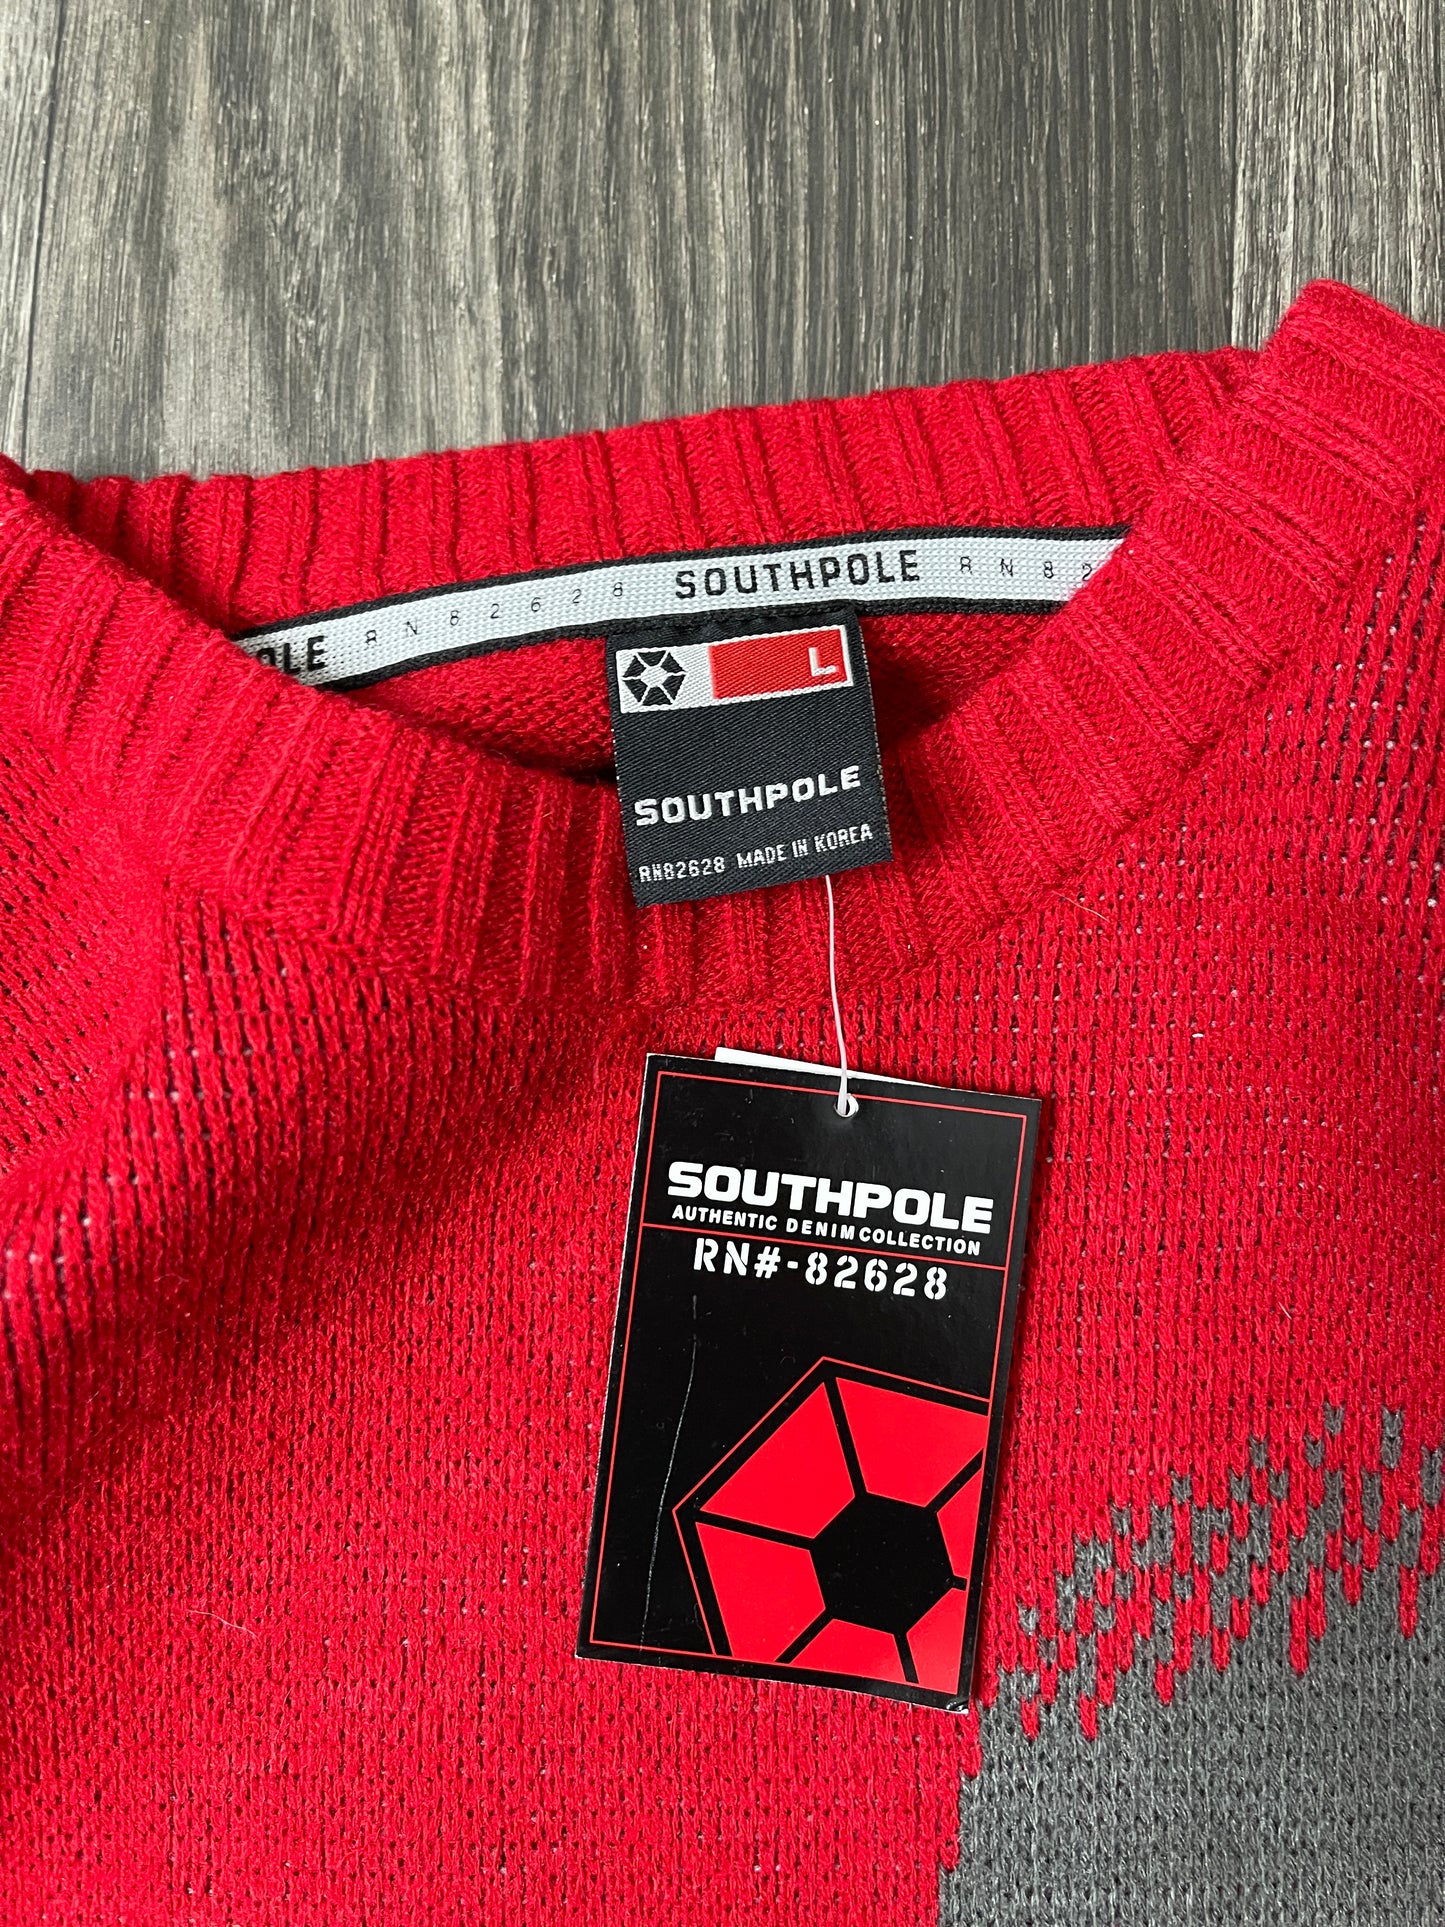 OLE RN82628 SOUTHPOLE RN82
L
SOUTHPOLE
RN82628 MADE IN KOREA
SOUTHPOLE
AUTHENTIC DENIM COLLECTION
RN#-82628